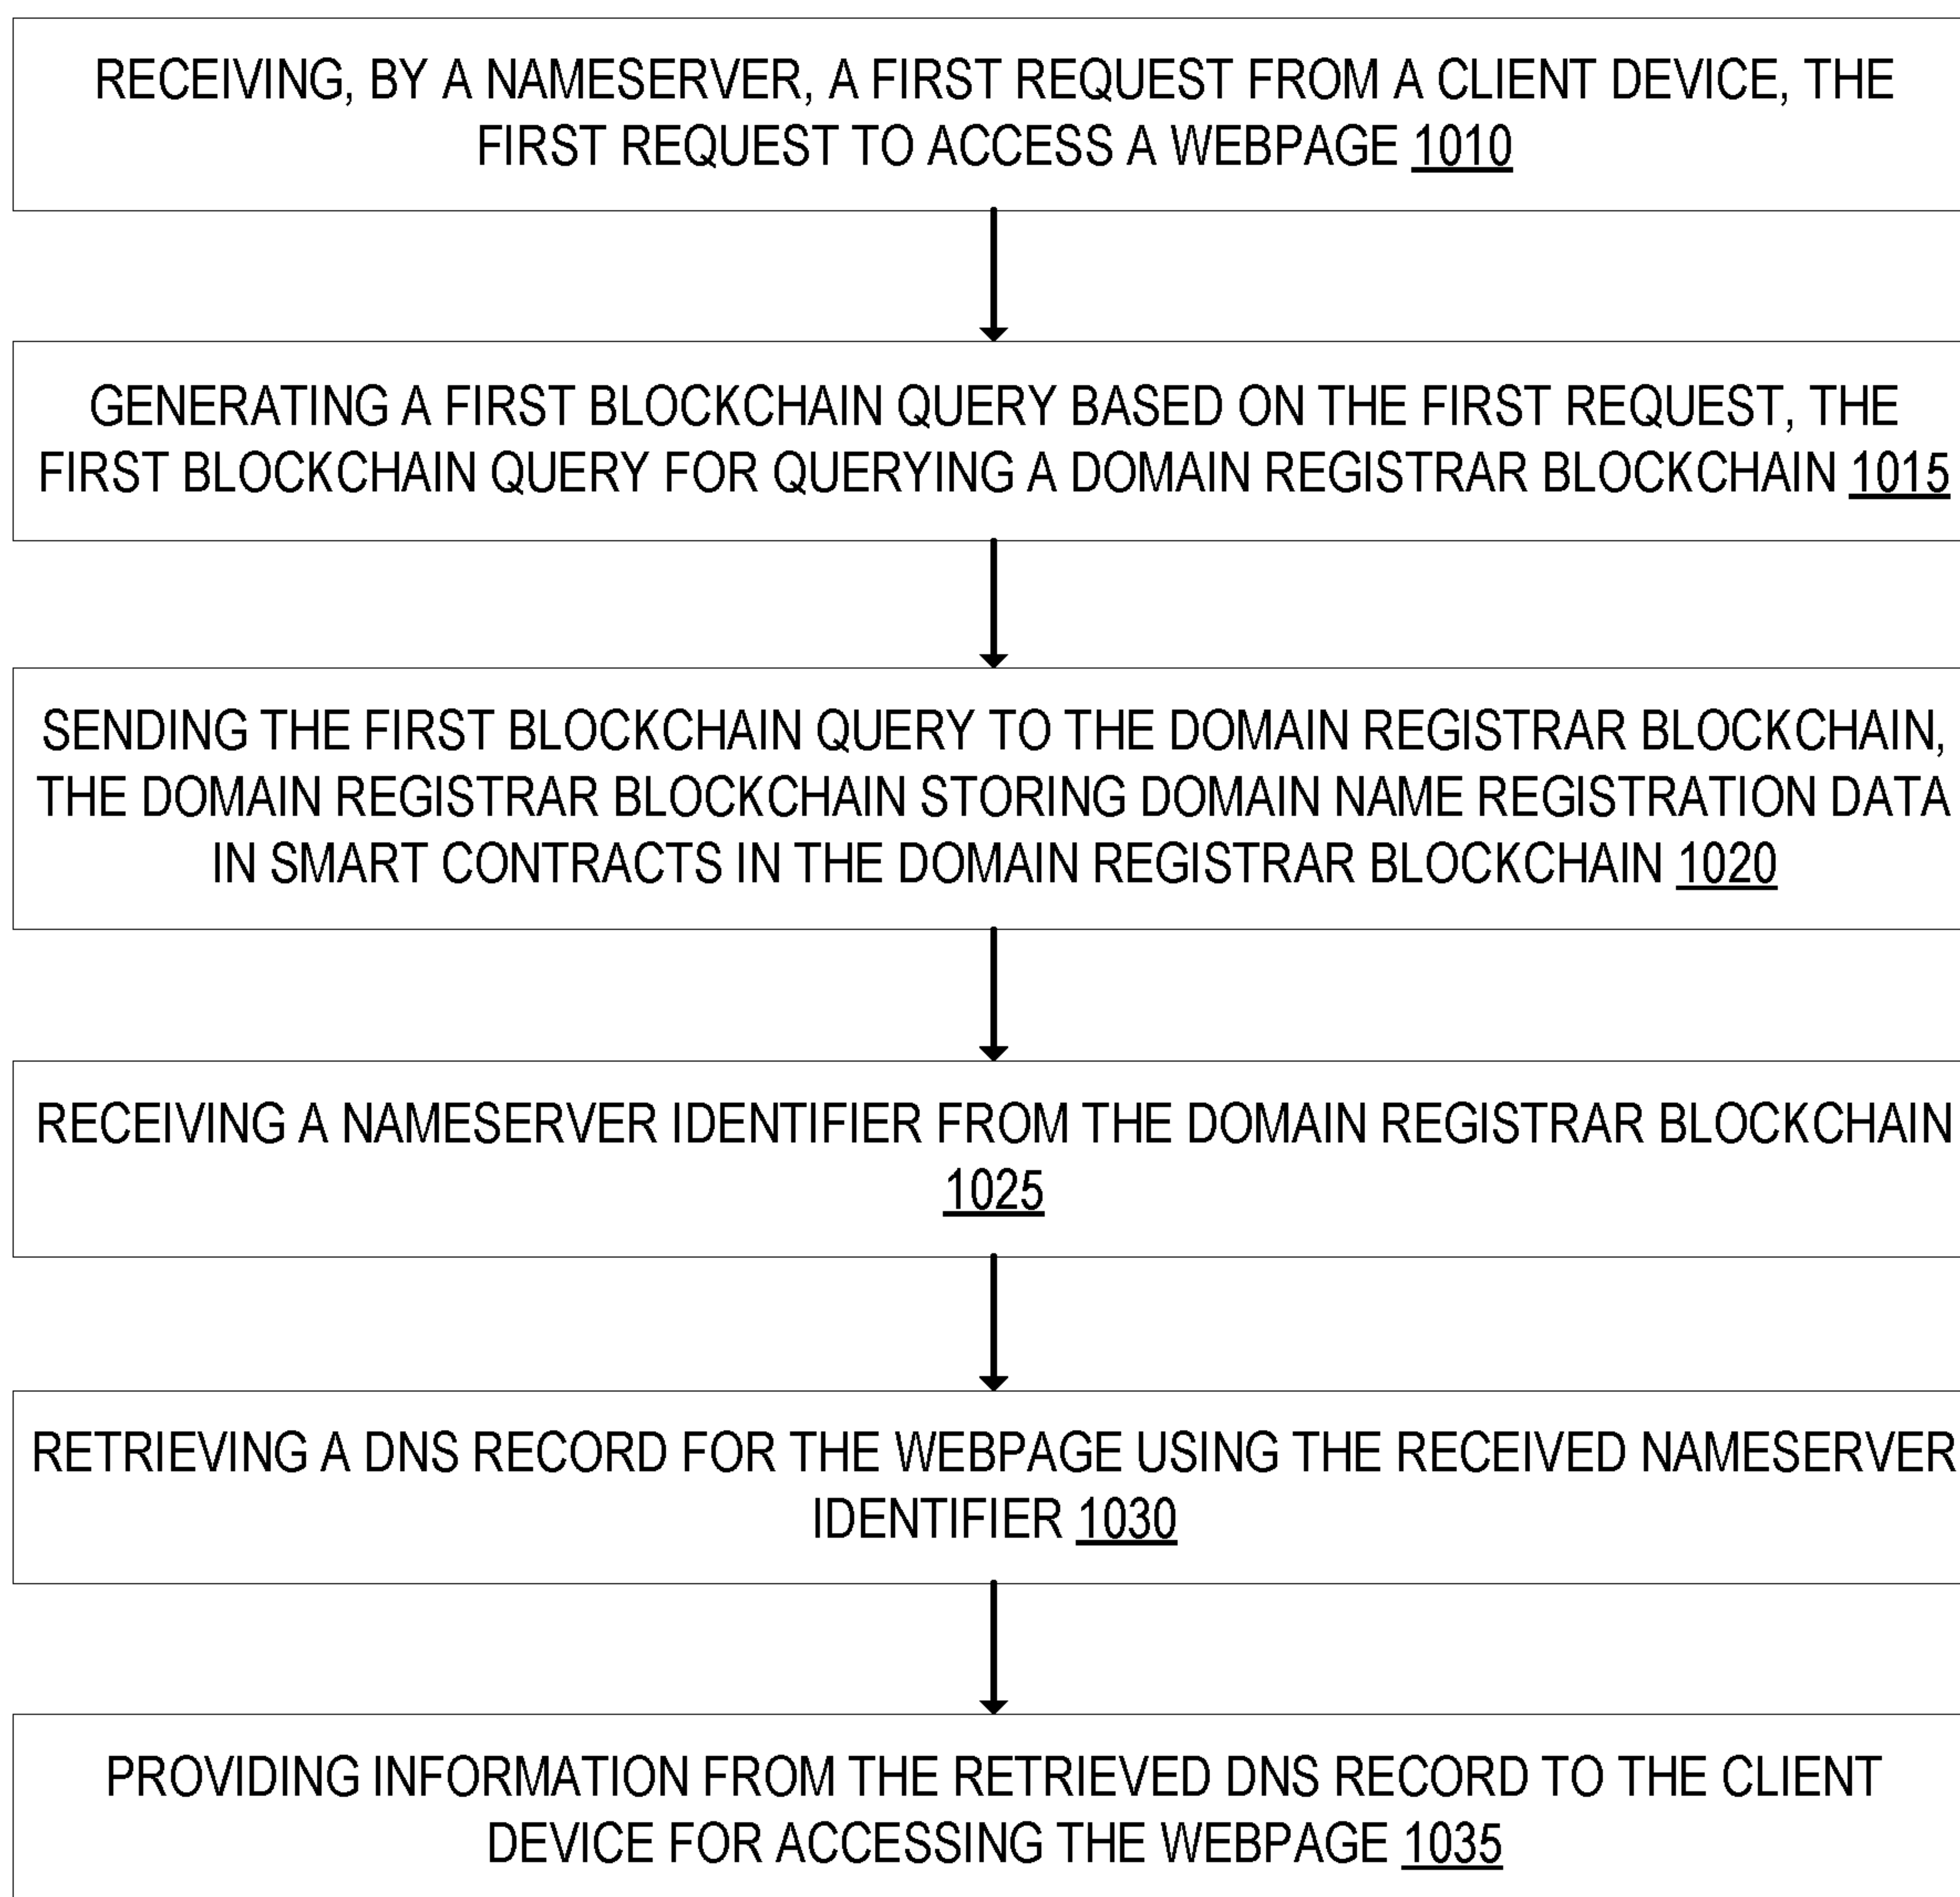 RECEIVING, BY A NAMESERVER, A FIRST REQUEST FROM A CLIENT DEVICE, THE
FIRST REQUEST TO ACCESS A WEBPAGE 1010
GENERATING A FIRST BLOCKCHAIN QUERY BASED ON THE FIRST REQUEST, THE
FIRST BLOCKCHAIN QUERY FOR QUERYING A DOMAIN REGISTRAR BLOCKCHAIN 1015
SENDING THE FIRST BLOCKCHAIN QUERY TO THE DOMAIN REGISTRAR BLOCKCHAIN,
THE DOMAIN REGISTRAR BLOCKCHAIN STORING DOMAIN NAME REGISTRATION DATA
IN SMART CONTRACTS IN THE DOMAIN REGISTRAR BLOCKCHAIN 1020
RECEIVING A NAMESERVER IDENTIFIER FROM THE DOMAIN REGISTRAR BLOCKCHAIN
1025
RETRIEVING A DNS RECORD FOR THE WEBPAGE USING THE RECEIVED NAMESERVER
IDENTIFIER 1030
PROVIDING INFORMATION FROM THE RETRIEVED DNS RECORD TO THE CLIENT
DEVICE FOR ACCESSING THE WEBPAGE 1035